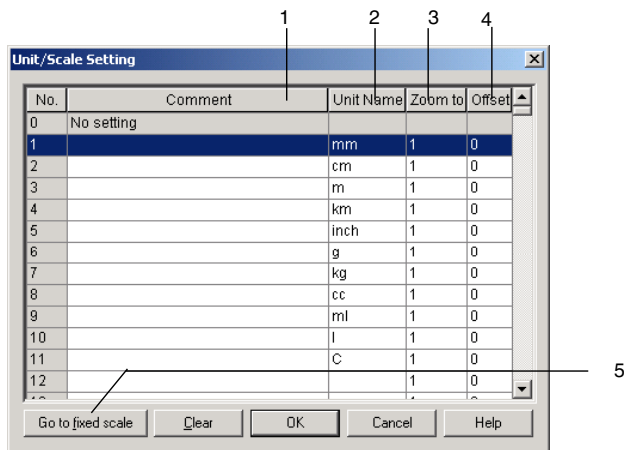 1 2 3 4
Unit/Scale Setting
No. Comment Unit Name Zoom to Offset
0 No setting
1 mm 1 0
2 cm 1 0
3 m 1 0
4 km 1 0
5 inch 1 0
6 g 1 0
7 kg 1 0
8 cc 1 0
9 ml 1 0
10 l 1 0
11 C 1 0
12 1 0
5
Go to fixed scale Clear OK Cancel Help